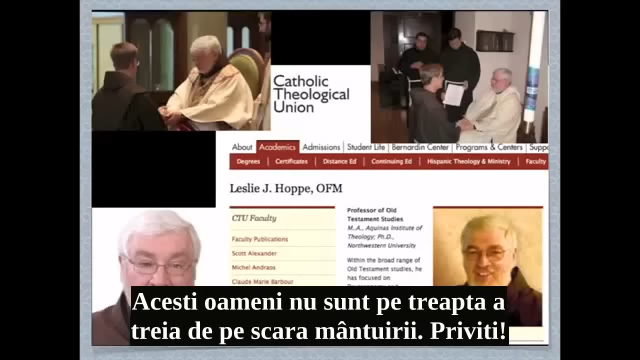 Catholic
Theological
Union
About Academics Admissions Student Life Bernardin Center Programs & Centers
Degrees Certificates Distance Ed Continuing Ed Hispanic Theology & Ministry Faculty
Leslie J. Hoppe, OFM
CTU Faculty
Faculty Publications
Scott Alexander
Michel Andraos
Claude Marie Barbour
Professor of Old
Testament Studies
M.A., Aquinas Institute of
Theology; Ph.D.,
Northwestern University
Within the broad range of
Old Testament studies, he
has focused on
Acesti oameni nu sunt pe treapta a
treia de pe scara mântuirii. Priviti!